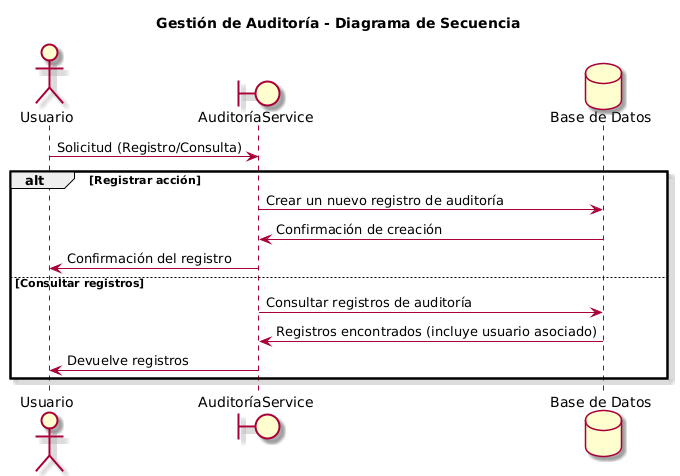 Gestión de Auditoría - Diagrama de Secuencia
Usuario
AuditoríaService
Base de Datos
Solicitud (Registro/Consulta)
alt
[Registrar acción]
Crear un nuevo registro de auditoría
Confirmación de creación
Confirmación del registro
[Consultar registros]
Consultar registros de auditoría
Registros encontrados (incluye usuario asociado)
Devuelve registros
Usuario
AuditoríaService
Base de Datos